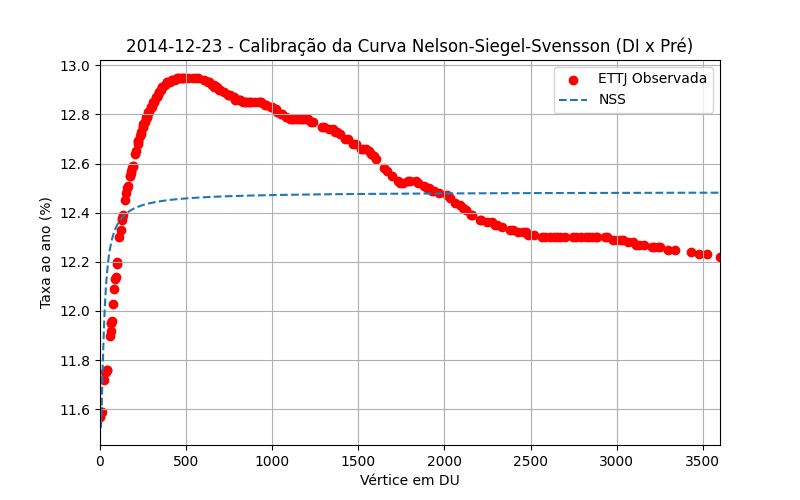 2014-12-23 - Calibração da Curva Nelson-Siegel-Svensson (DI x Pré)
ETTJ Observada
NSS
Taxa ao ano (%)
13.0
12.8
12.6
12.4
12.2
12.0
11.8
11.6
0 500 1000 1500 2000 2500 3000 3500
Vértice em DU